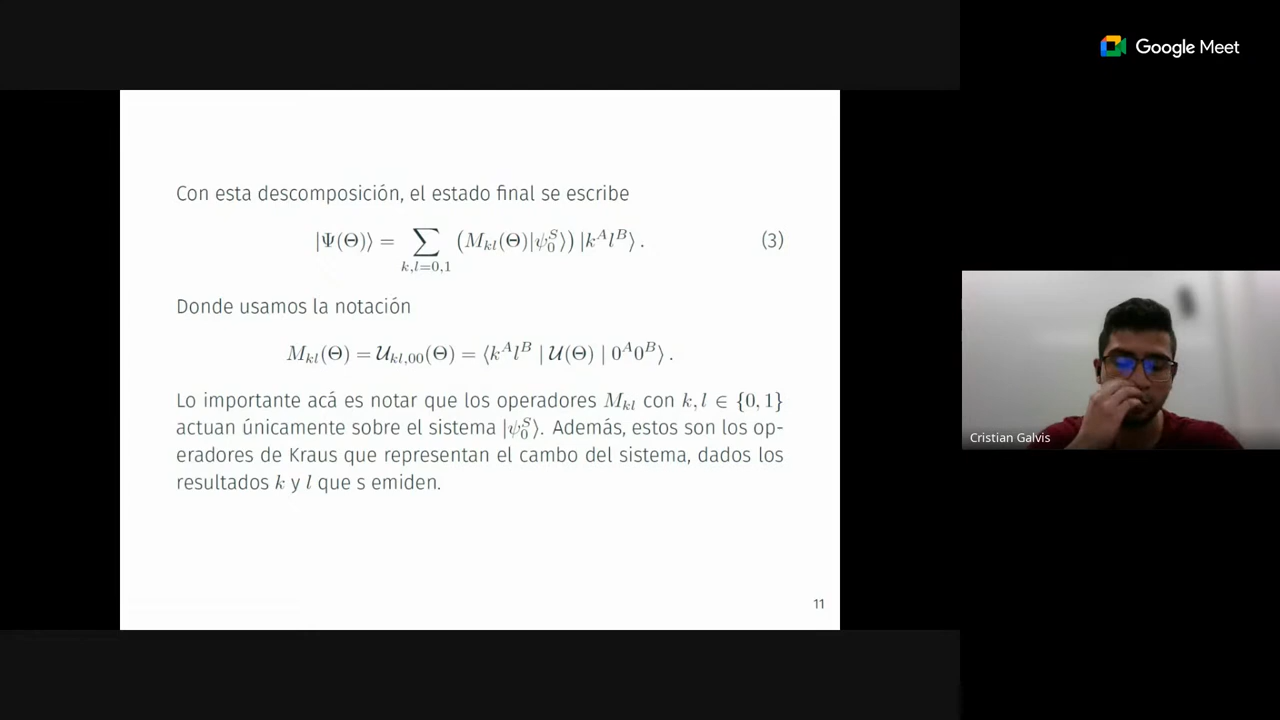 Google Meet
Con esta descomposición, el estado final se escribe
|Ψ(Θ)⟩ = ∑_{k,l=0,1} (M_{kl}(Θ)|ψ_0^S⟩) |k^A l^B⟩ . (3)
Donde usamos la notación
M_{kl}(Θ) = 𝒰_{kl,00}(Θ) = ⟨k^A l^B | 𝒰(Θ) | 0^A 0^B⟩ .
Lo importante acá es notar que los operadores M_{kl} con k, l ∈ {0, 1}
actuan únicamente sobre el sistema |ψ_0^S⟩. Además, estos son los op-
eradores de Kraus que representan el cambo del sistema, dados los
resultados k y l que s emiden.
11
Cristian Galvis